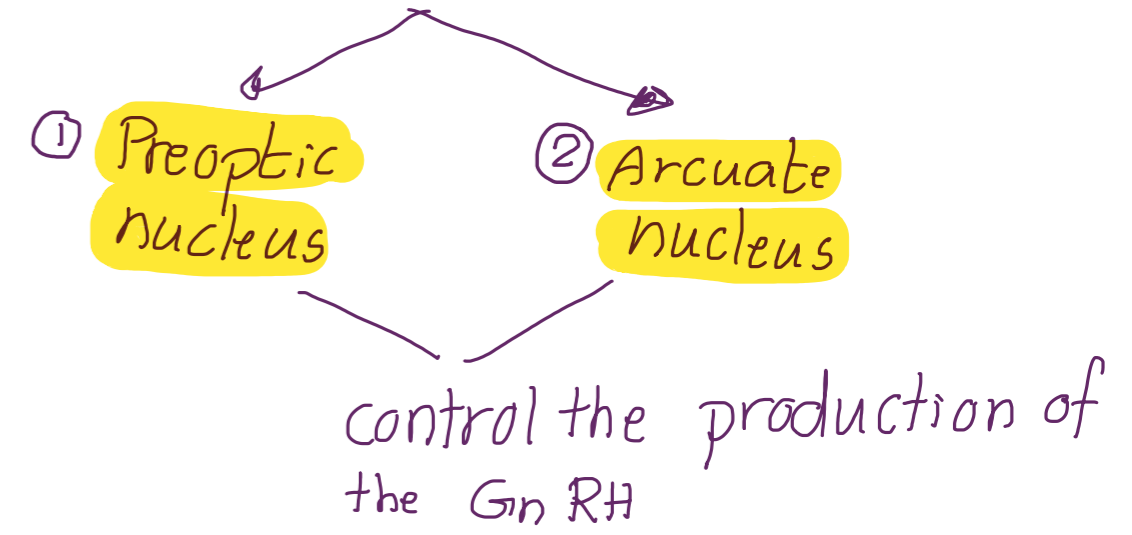 ① Preoptic
nucleus
② Arcuate
nucleus
control the production of
the GnRH